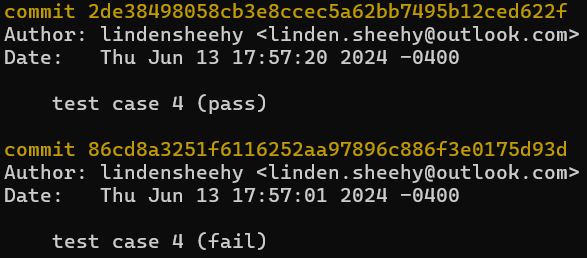 commit 2de38498058cb3e8ccec5a62bb7495b12ced622f
Author: lindensheehy <linden.sheehy@outlook.com>
Date:   Thu Jun 13 17:57:20 2024 -0400
    test case 4 (pass)
commit 86cd8a3251f6116252aa97896c886f3e0175d93d
Author: lindensheehy <linden.sheehy@outlook.com>
Date:   Thu Jun 13 17:57:01 2024 -0400
    test case 4 (fail)